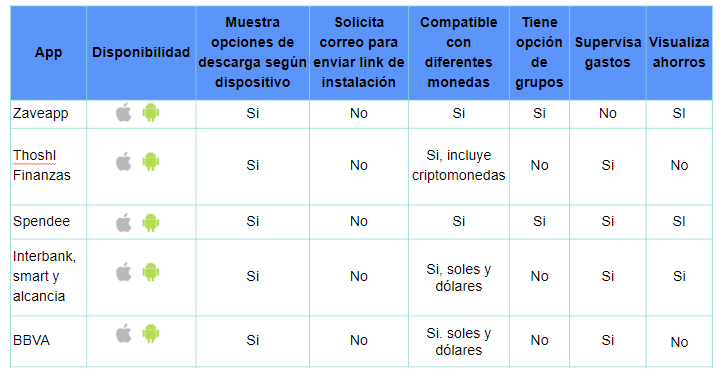 App
Disponibilidad
Muestra
opciones de
descarga según
dispositivo
Solicita
correo para
enviar link de
instalación
Compatible
con
diferentes
monedas
Tiene
opción
de
grupos
Supervisa
gastos
Visualiza
ahorros
Zaveapp
Si
No
Si
Si
No
SI
Thoshl
Finanzas
Si
No
Si, incluye
criptomonedas
No
Si
No
Spendee
Si
No
Si
Si
Si
SI
Interbank,
smart y
alcancia
Si
No
Si, soles y
dólares
No
Si
Si
BBVA
Si
No
Si. soles y
dólares
No
Si
No